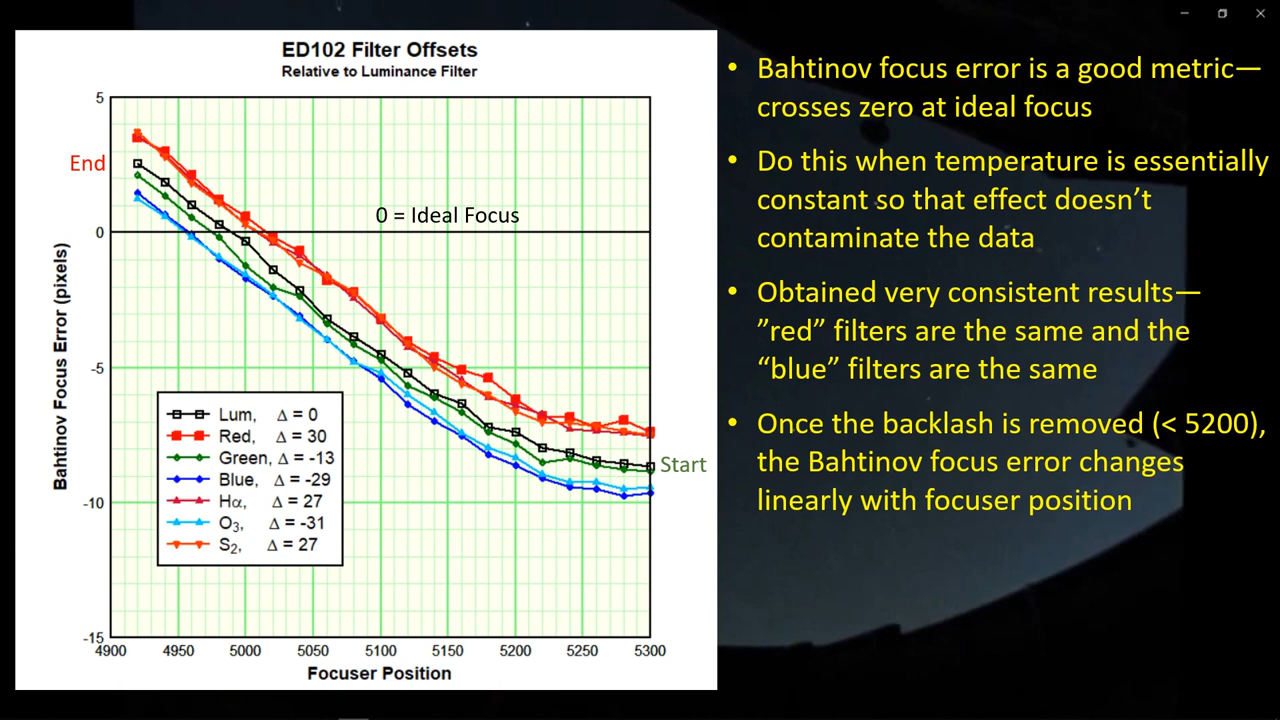 ED102 Filter Offsets
Relative to Luminance Filter
5
End
0 = Ideal Focus
0
Bahtinov Focus Error (pixels)
-5
Lum, Δ = 0
Red, Δ = 30
Green, Δ = -13
Blue, Δ = -29
Hα, Δ = 27
O₃, Δ = -31
S₂, Δ = 27
Start
-10
-15
4900 4950 5000 5050 5100 5150 5200 5250 5300
Focuser Position
• Bahtinov focus error is a good metric—
crosses zero at ideal focus
• Do this when temperature is essentially
constant so that effect doesn’t
contaminate the data
• Obtained very consistent results—
”red” filters are the same and the
“blue” filters are the same
• Once the backlash is removed (< 5200),
the Bahtinov focus error changes
linearly with focuser position